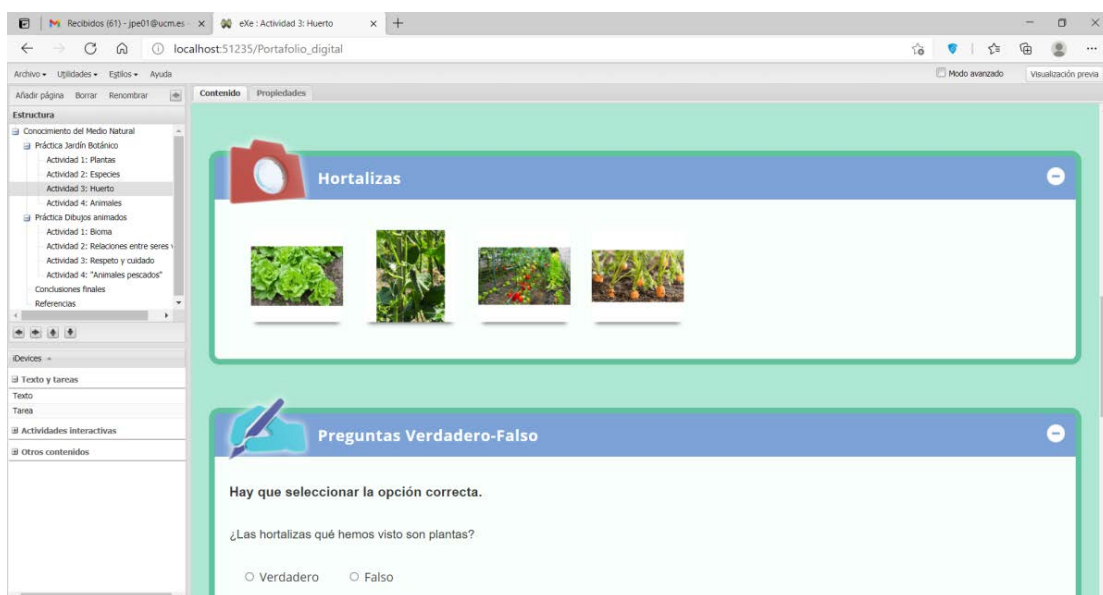 Recibidos (61) - jpe01@ucm.es
eXe : Actividad 3: Huerto
localhost:51235/Portafolio_digital
Archivo Utilidades Estilos Ayuda
Modo avanzado
Visualización previa
Añadir página Borrar Renombrar
Contenido Propiedades
Estructura
Conocimiento del Medio Natural
Práctica Jardín Botánico
Actividad 1: Plantas
Actividad 2: Especies
Actividad 3: Huerto
Actividad 4: Animales
Práctica Dibujos animados
Actividad 1: Bioma
Actividad 2: Relaciones entre seres
Actividad 3: Respeto y cuidado
Actividad 4: "Animales pescados"
Conclusiones finales
Referencias
iDevices
Texto y tareas
Texto
Tarea
Actividades interactivas
Otros contenidos
Hortalizas
Preguntas Verdadero-Falso
Hay que seleccionar la opción correcta.
¿Las hortalizas qué hemos visto son plantas?
Verdadero Falso